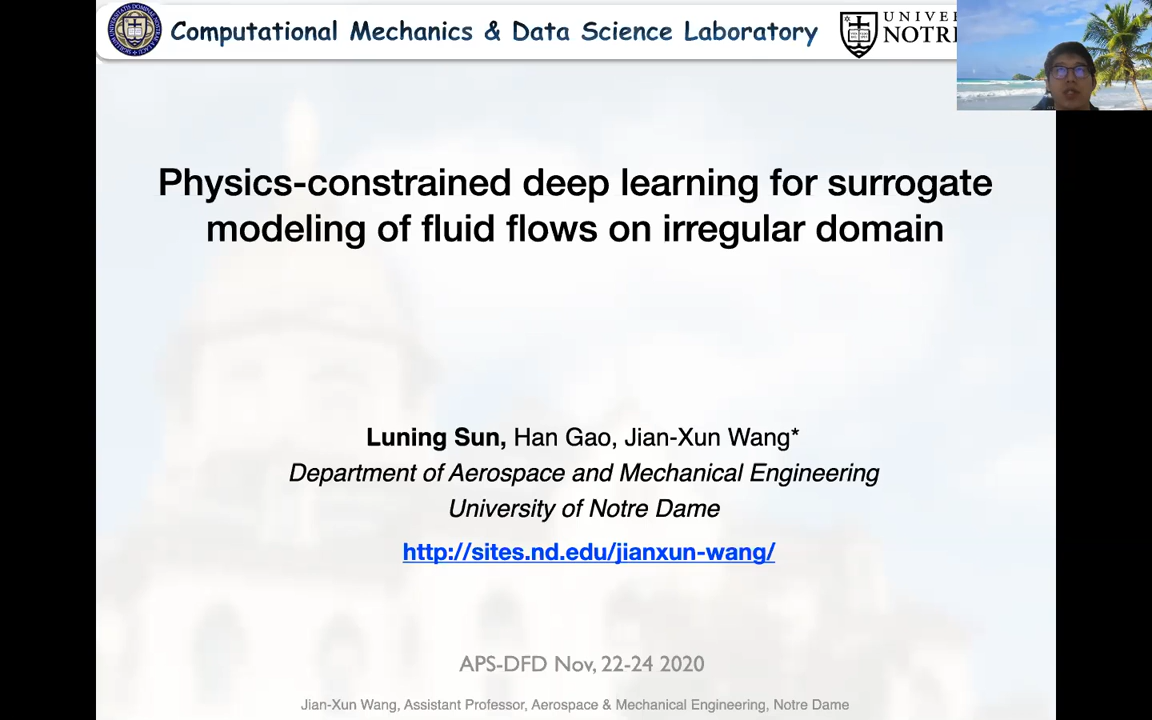 Computational Mechanics & Data Science Laboratory
Physics-constrained deep learning for surrogate
modeling of fluid flows on irregular domain
Luning Sun, Han Gao, Jian-Xun Wang*
Department of Aerospace and Mechanical Engineering
University of Notre Dame
http://sites.nd.edu/jianxun-wang/
APS-DFD Nov, 22-24 2020
Jian-Xun Wang, Assistant Professor, Aerospace & Mechanical Engineering, Notre Dame